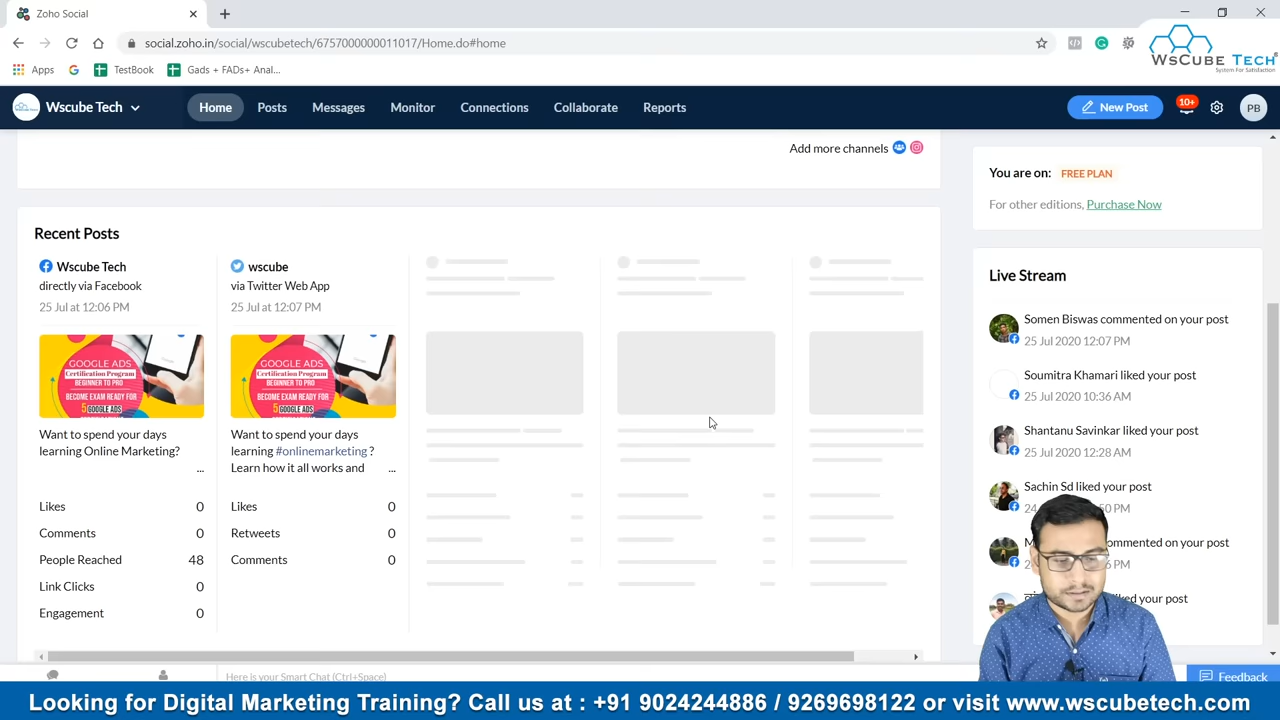 Zoho Social
social.zoho.in/social/wscubetech/6757000000011017/Home.do#home
Apps
TestBook
Gads + FADs+ Anal...
WsCube Tech
System For Satisfaction
Wscube Tech
Home
Posts
Messages
Monitor
Connections
Collaborate
Reports
New Post
10+
PB
Add more channels
You are on: FREE PLAN
For other editions, Purchase Now
Recent Posts
Wscube Tech
directly via Facebook
25 Jul at 12:06 PM
GOOGLE ADS
Certification Program
BEGINNER TO PRO
BECOME EXAM READY FOR
5 GOOGLE ADS
Want to spend your days
learning Online Marketing?
...
Likes 0
Comments 0
People Reached 48
Link Clicks 0
Engagement 0
wscube
via Twitter Web App
25 Jul at 12:07 PM
GOOGLE ADS
Certification Program
BEGINNER TO PRO
BECOME EXAM READY FOR
5 GOOGLE ADS
Want to spend your days
learning #onlinemarketing ?
Learn how it all works and
...
Likes 0
Retweets 0
Comments 0
Live Stream
Somen Biswas commented on your post
25 Jul 2020 12:07 PM
Soumitra Khamari liked your post
25 Jul 2020 10:36 AM
Shantanu Savinkar liked your post
25 Jul 2020 12:28 AM
Sachin Sd liked your post
PM
commented on your post
PM
liked your post
Here is your Smart Chat (Ctrl+Space)
Feedback
Looking for Digital Marketing Training? Call us at : +91 9024244886 / 9269698122 or visit www.wscubetech.com